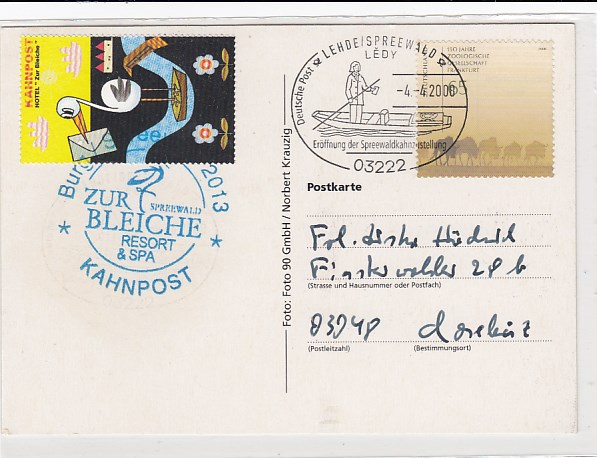 KAHNPOST
HOTEL "Zur Bleiche"
Burg
2013
ZUR
SPREEWALD
BLEICHE
RESORT
& SPA
* KAHNPOST *
Foto: Foto 90 GmbH / Norbert Krauzig
Deutsche Post
LEHDE/SPREEWALD
LĚDY
-4.-4.2008
Eröffnung der Spreewaldkahnausstellung
03222
150 JAHRE
ZOOLOGISCHE
GESELLSCHAFT
FRANKFURT
Postkarte
28 b
(Strasse und Hausnummer oder Postfach)
(Postleitzahl) (Bestimmungsort)